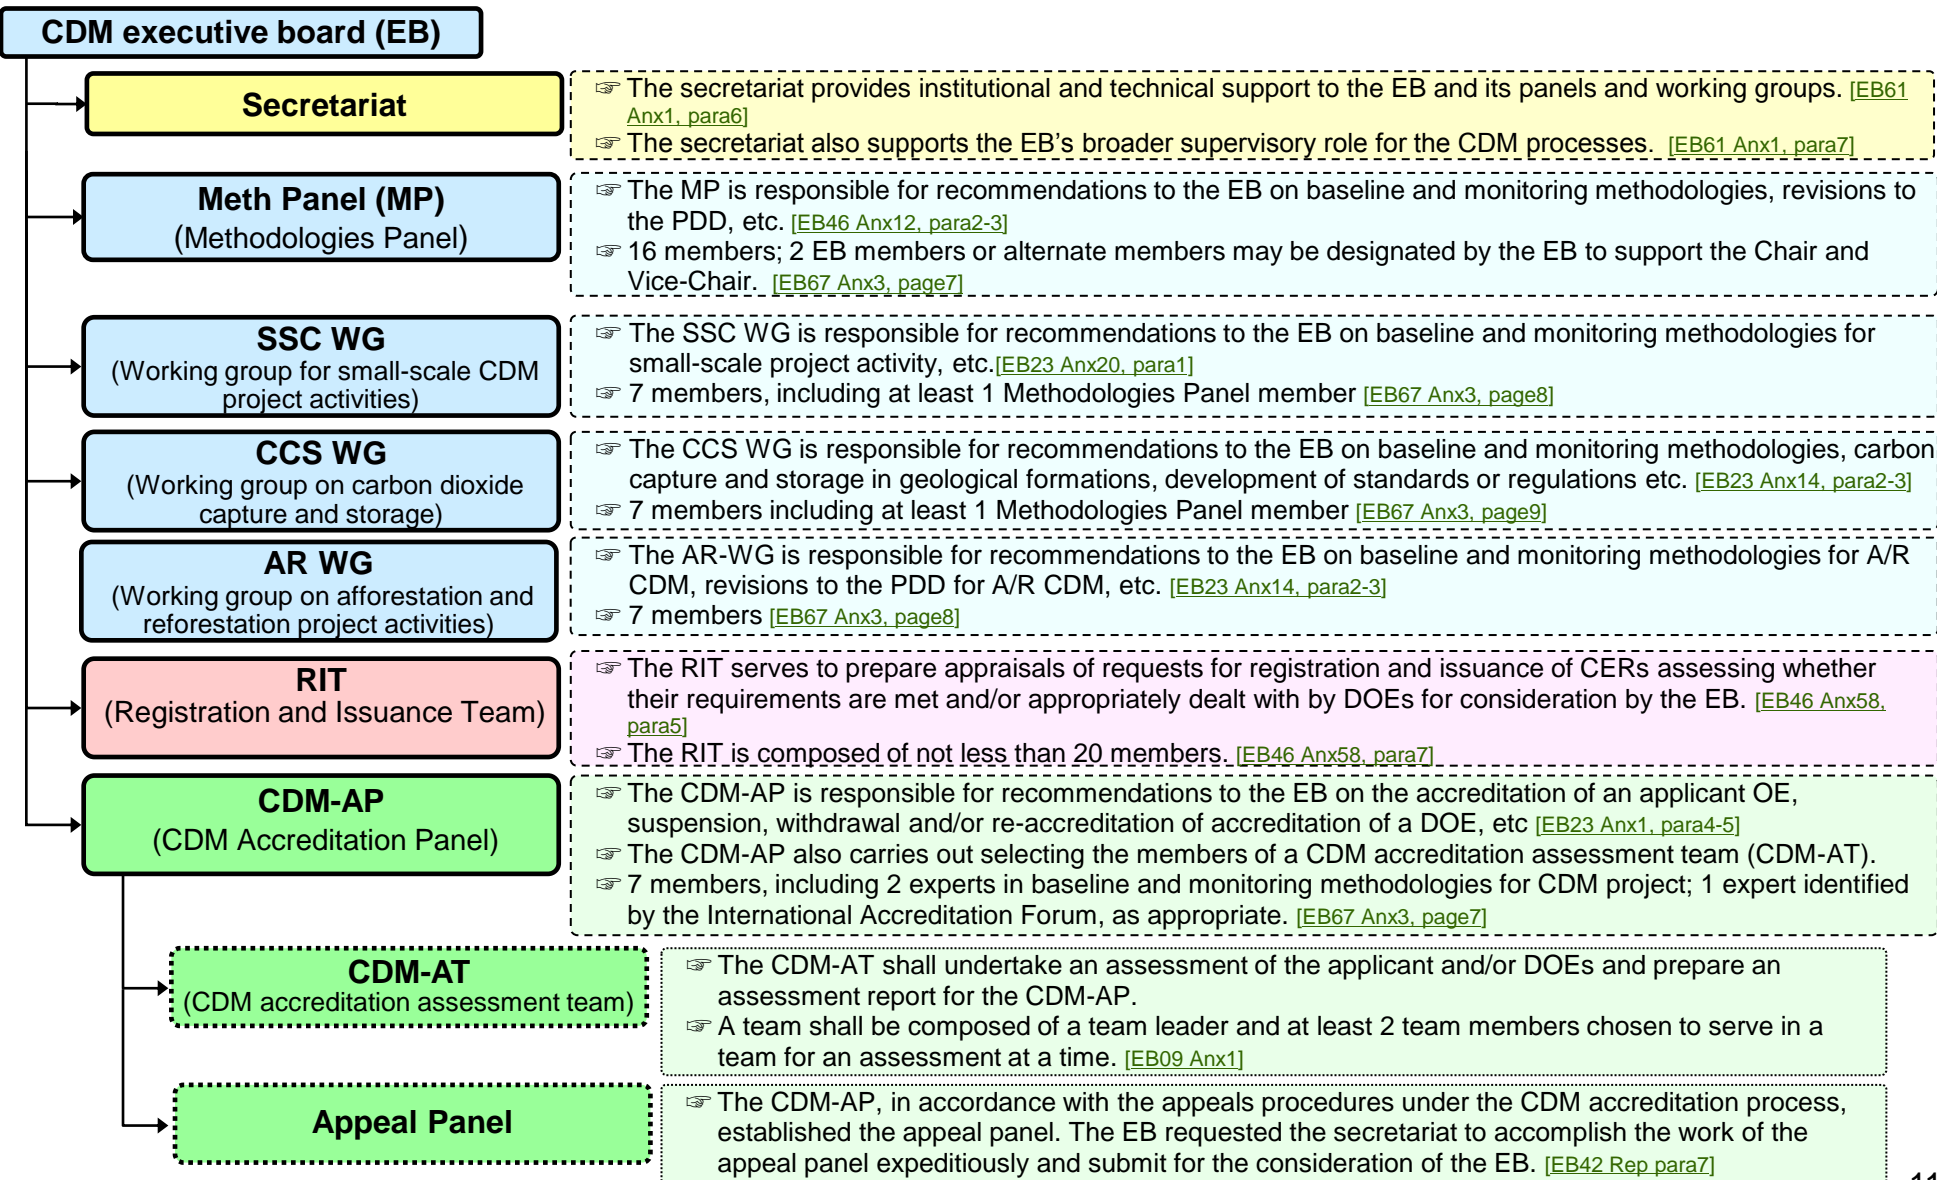 CDM executive board (EB)
Secretariat
☞ The secretariat provides institutional and technical support to the EB and its panels and working groups. [EB61
Anx1, para6]
☞ The secretariat also supports the EB's broader supervisory role for the CDM processes. [EB61 Anx1, para7]
Meth Panel (MP)
(Methodologies Panel)
☞ The MP is responsible for recommendations to the EB on baseline and monitoring methodologies, revisions to
the PDD, etc. [EB46 Anx12, para2-3]
☞ 16 members; 2 EB members or alternate members may be designated by the EB to support the Chair and
Vice-Chair. [EB67 Anx3, page7]
SSC WG
(Working group for small-scale CDM
project activities)
☞ The SSC WG is responsible for recommendations to the EB on baseline and monitoring methodologies for
small-scale project activity, etc.[EB23 Anx20, para1]
☞ 7 members, including at least 1 Methodologies Panel member [EB67 Anx3, page8]
CCS WG
(Working group on carbon dioxide
capture and storage)
☞ The CCS WG is responsible for recommendations to the EB on baseline and monitoring methodologies, carbon
capture and storage in geological formations, development of standards or regulations etc. [EB23 Anx14, para2-3]
☞ 7 members including at least 1 Methodologies Panel member [EB67 Anx3, page9]
AR WG
(Working group on afforestation and
reforestation project activities)
☞ The AR-WG is responsible for recommendations to the EB on baseline and monitoring methodologies for A/R
CDM, revisions to the PDD for A/R CDM, etc. [EB23 Anx14, para2-3]
☞ 7 members [EB67 Anx3, page8]
RIT
(Registration and Issuance Team)
☞ The RIT serves to prepare appraisals of requests for registration and issuance of CERs assessing whether
their requirements are met and/or appropriately dealt with by DOEs for consideration by the EB. [EB46 Anx58,
para5]
☞ The RIT is composed of not less than 20 members. [EB46 Anx58, para7]
CDM-AP
(CDM Accreditation Panel)
☞ The CDM-AP is responsible for recommendations to the EB on the accreditation of an applicant OE,
suspension, withdrawal and/or re-accreditation of accreditation of a DOE, etc [EB23 Anx1, para4-5]
☞ The CDM-AP also carries out selecting the members of a CDM accreditation assessment team (CDM-AT).
☞ 7 members, including 2 experts in baseline and monitoring methodologies for CDM project; 1 expert identified
by the International Accreditation Forum, as appropriate. [EB67 Anx3, page7]
CDM-AT
(CDM accreditation assessment team)
☞ The CDM-AT shall undertake an assessment of the applicant and/or DOEs and prepare an
assessment report for the CDM-AP.
☞ A team shall be composed of a team leader and at least 2 team members chosen to serve in a
team for an assessment at a time. [EB09 Anx1]
Appeal Panel
☞ The CDM-AP, in accordance with the appeals procedures under the CDM accreditation process,
established the appeal panel. The EB requested the secretariat to accomplish the work of the
appeal panel expeditiously and submit for the consideration of the EB. [EB42 Rep para7]